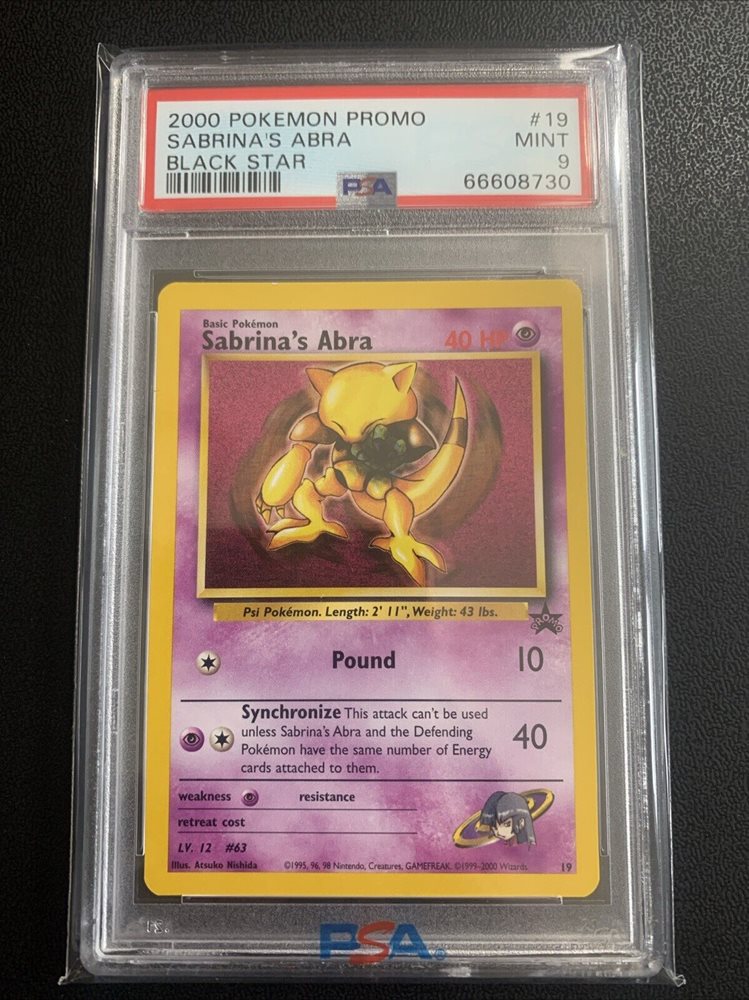 2000 POKEMON PROMO #19
SABRINA'S ABRA MINT
BLACK STAR 9
PSA 66608730
Basic Pokémon
Sabrina's Abra 40 HP
Psi Pokémon. Length: 2' 11", Weight: 43 lbs.
PROMO
Pound 10
Synchronize This attack can't be used
unless Sabrina's Abra and the Defending
Pokémon have the same number of Energy
cards attached to them.
40
weakness resistance
retreat cost
LV. 12 #63
Illus. Atsuko Nishida ©1995, 96, 98 Nintendo, Creatures, GAMEFREAK. ©1999-2000 Wizards. 19
PSA